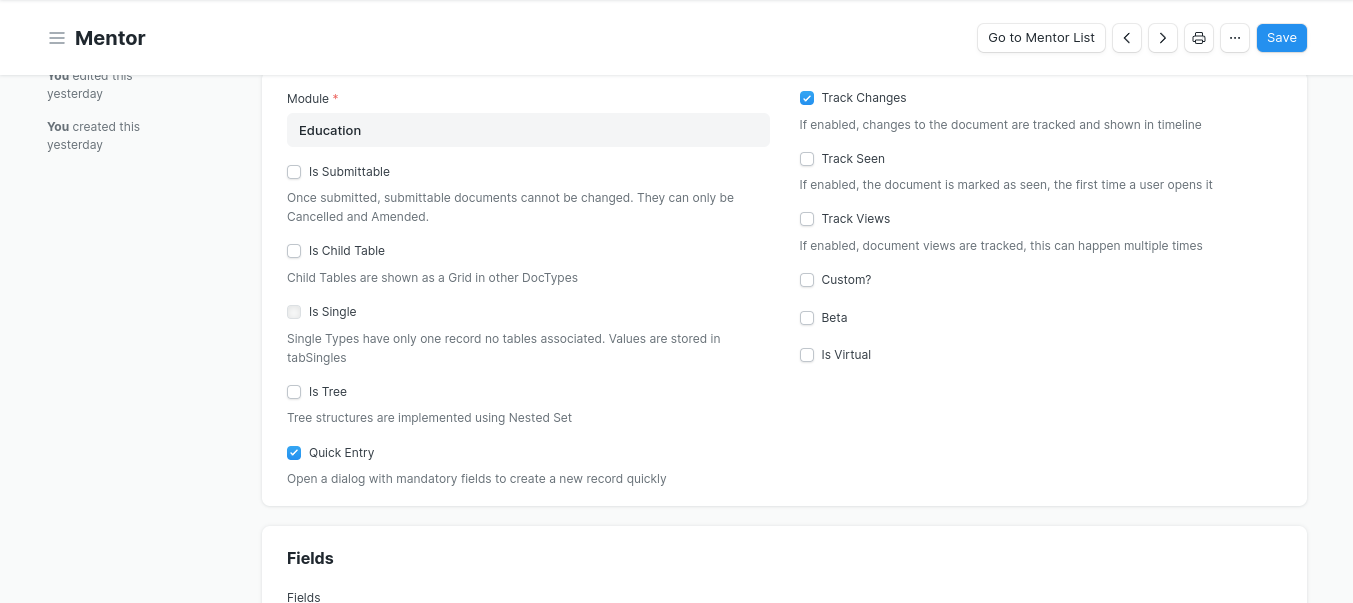 Mentor
Go to Mentor List
...
Save
You edited this
yesterday
You created this
yesterday
Module *
Education
Is Submittable
Once submitted, submittable documents cannot be changed. They can only be
Cancelled and Amended.
Is Child Table
Child Tables are shown as a Grid in other DocTypes
Is Single
Single Types have only one record no tables associated. Values are stored in
tabSingles
Is Tree
Tree structures are implemented using Nested Set
Quick Entry
Open a dialog with mandatory fields to create a new record quickly
Track Changes
If enabled, changes to the document are tracked and shown in timeline
Track Seen
If enabled, the document is marked as seen, the first time a user opens it
Track Views
If enabled, document views are tracked, this can happen multiple times
Custom?
Beta
Is Virtual
Fields
Fields